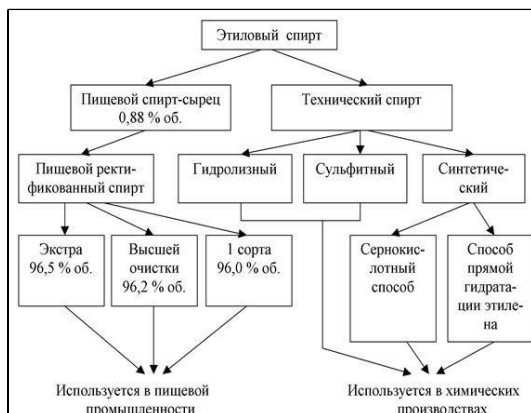 Этиловый спирт
Пищевой спирт-сырец
0,88 % об.
Технический спирт
Пищевой ректи-
фикованный спирт
Гидролизный
Сульфитный
Синтетиче-
ский
Экстра
96,5 % об.
Высшей
очистки
96,2 % об.
1 сорта
96,0 % об.
Сернокис-
лотный
способ
Способ
прямой
гидрата-
ции этиле-
на
Используется в пищевой
промышленности
Используется в химических
производствах